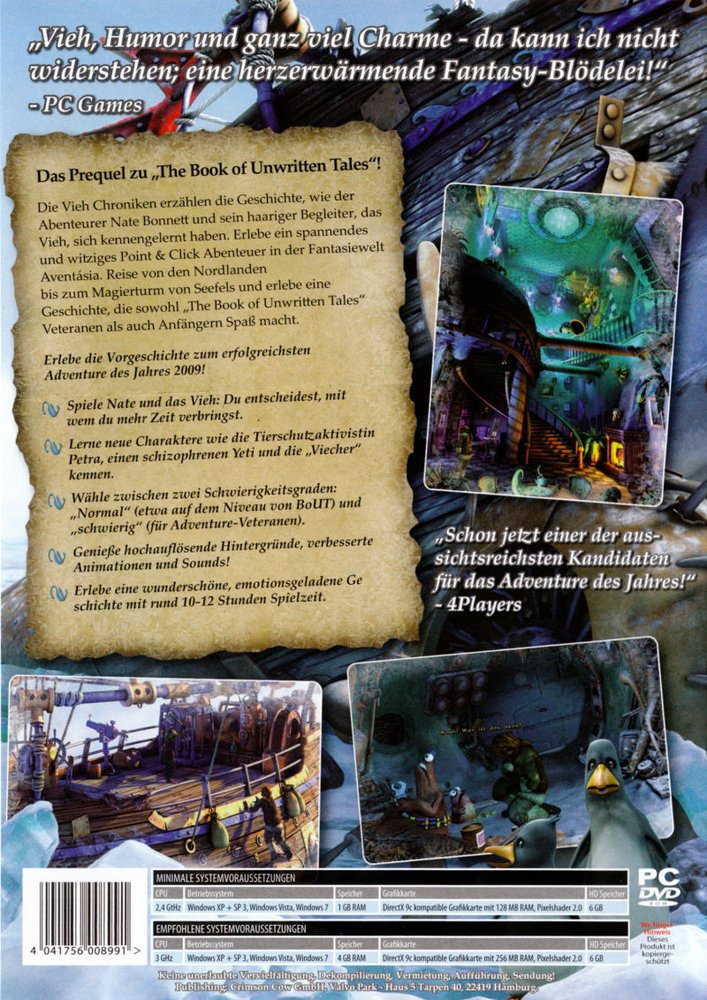 „Vieh, Humor und ganz viel Charme - da kann ich nicht
widerstehen; eine herzerwärmende Fantasy-Blödelei!“
- PC Games
Das Prequel zu „The Book of Unwritten Tales“!
Die Vieh Chroniken erzählen die Geschichte, wie der
Abenteurer Nate Bonnett und sein haariger Begleiter, das
Vieh, sich kennengelernt haben. Erlebe ein spannendes
und witziges Point & Click Abenteuer in der Fantasiewelt
Aventásia. Reise von den Nordlanden
bis zum Magierturm von Seefels und erlebe eine
Geschichte, die sowohl „The Book of Unwritten Tales“
Veteranen als auch Anfängern Spaß macht.
Erlebe die Vorgeschichte zum erfolgreichsten
Adventure des Jahres 2009!
Spiele Nate und das Vieh: Du entscheidest, mit
wem du mehr Zeit verbringst.
Lerne neue Charaktere wie die Tierschutzaktivistin
Petra, einen schizophrenen Yeti und die „Viecher“
kennen.
Wähle zwischen zwei Schwierigkeitsgraden:
„Normal“ (etwa auf dem Niveau von BoUT) und
„schwierig“ (für Adventure-Veteranen).
Genieße hochauflösende Hintergründe, verbesserte
Animationen und Sounds!
Erlebe eine wunderschöne, emotionsgeladene Ge
schichte mit rund 10-12 Stunden Spielzeit.
„Schon jetzt einer der aus-
sichtsreichsten Kandidaten
für das Adventure des Jahres!“
- 4Players
Was ist das denn?
MINIMALE SYSTEMVORAUSSETZUNGEN
CPU Betriebssystem Speicher Grafikkarte HD Speicher
2,4 GtHz Windows XP + SP 3, Windows Vista, Windows 7 1 GB RAM DirectX 9c kompatible Grafikkarte mit 128 MB RAM, Pixelshader 2.0 6 GB
EMPFOHLENE SYSTEMVORAUSSETZUNGEN
CPU Betriebssystem Speicher Grafikkarte HD Speicher
3 GHz Windows XP + SP 3, Windows Vista, Windows 7 4 GB RAM DirectX 9c kompatible Grafikkarte mit 256 MB RAM, Pixelshader 2.0 6 GB
Keine unerlaubte Vervielfältigung, Dekompilierung, Vermietung, Aufführung, Sendung!
Publishing: Crimson Cow GmbH, Valvo Park - Haus 5 Tarpen 40, 22419 Hamburg
4 041756 008991 >
PC
DVD
ROM
Wichtiger
Hinweis
Dieses
Produkt ist
kopierge-
schützt